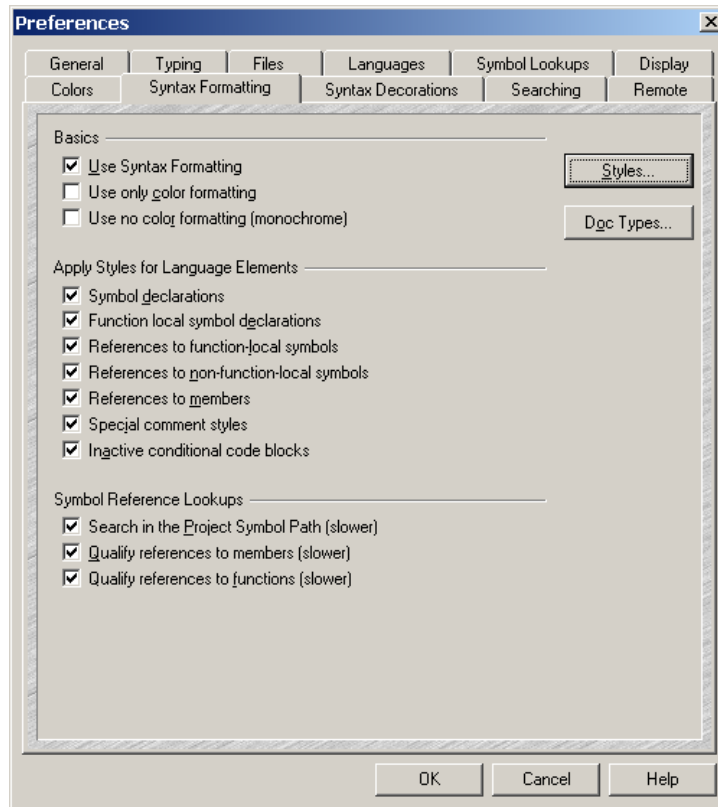 Preferences
General Typing Files Languages Symbol Lookups Display
Colors Syntax Formatting Syntax Decorations Searching Remote
Basics
Use Syntax Formatting
Styles...
Use only color formatting
Use no color formatting (monochrome)
Doc Types...
Apply Styles for Language Elements
Symbol declarations
Function local symbol declarations
References to function-local symbols
References to non-function-local symbols
References to members
Special comment styles
Inactive conditional code blocks
Symbol Reference Lookups
Search in the Project Symbol Path (slower)
Qualify references to members (slower)
Qualify references to functions (slower)
OK Cancel Help